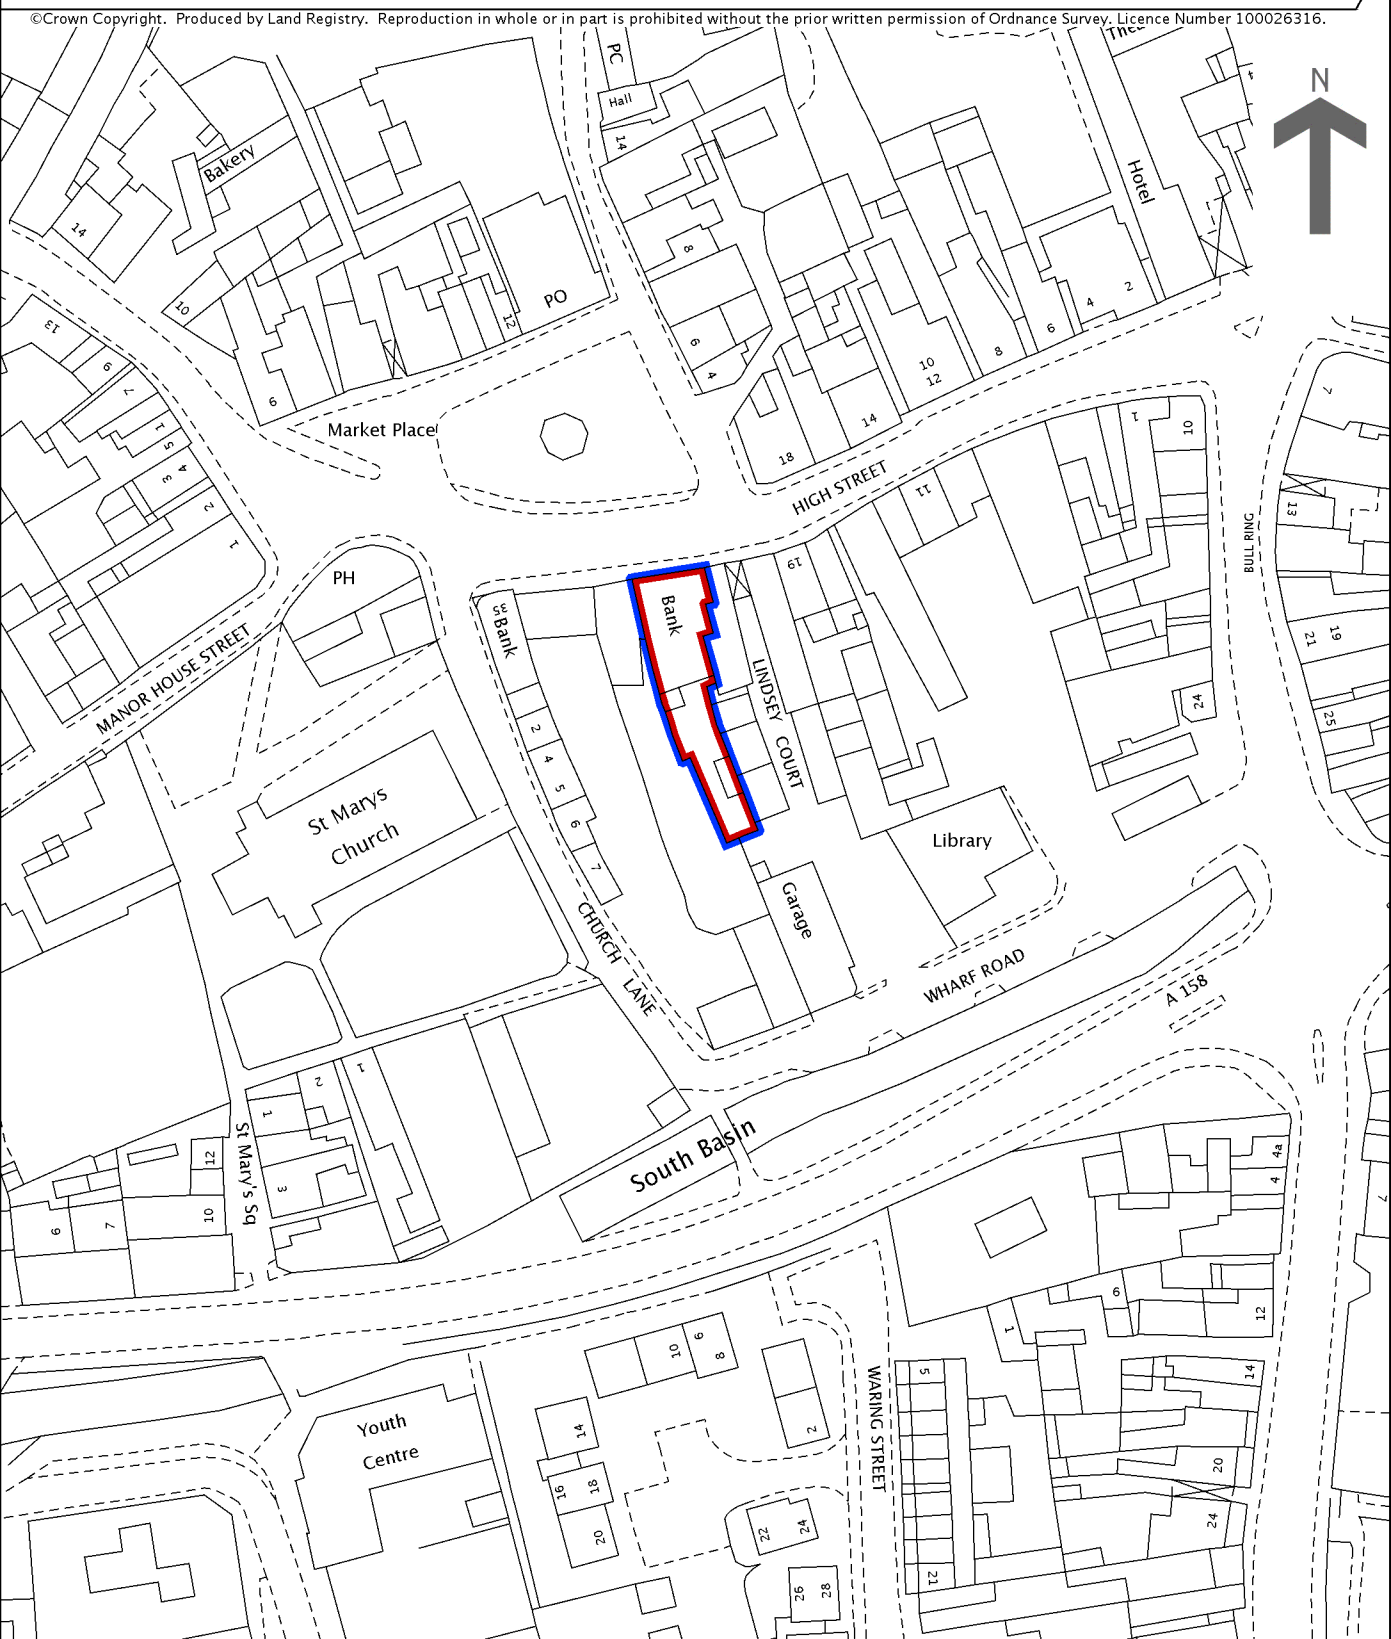 ©Crown Copyright. Produced by Land Registry. Reproduction in whole or in part is prohibited without the prior written permission of Ordnance Survey. Licence Number 100026316.
PC
Hall
14
N
Bakery
14
10
13
9
7
1
5
4
3
2
1
6
12
PO
8
6
4
Hotel
4
2
6
8
10
12
14
18
Market Place
HIGH STREET
11
19
1
10
7
13
BULL RING
21
19
25
24
PH
MANOR HOUSE STREET
35
Bank
Bank
LINDSEY COURT
2
4
5
6
7
St Marys
Church
Library
Garage
CHURCH LANE
WHARF ROAD
A 158
South Basin
St Mary's Sq
1
2
1
3
12
10
7
6
4a
4
7
6
12
1
14
5
20
24
21
WARING STREET
10
9
8
2
14
16
18
20
22
24
26
28
Youth
Centre